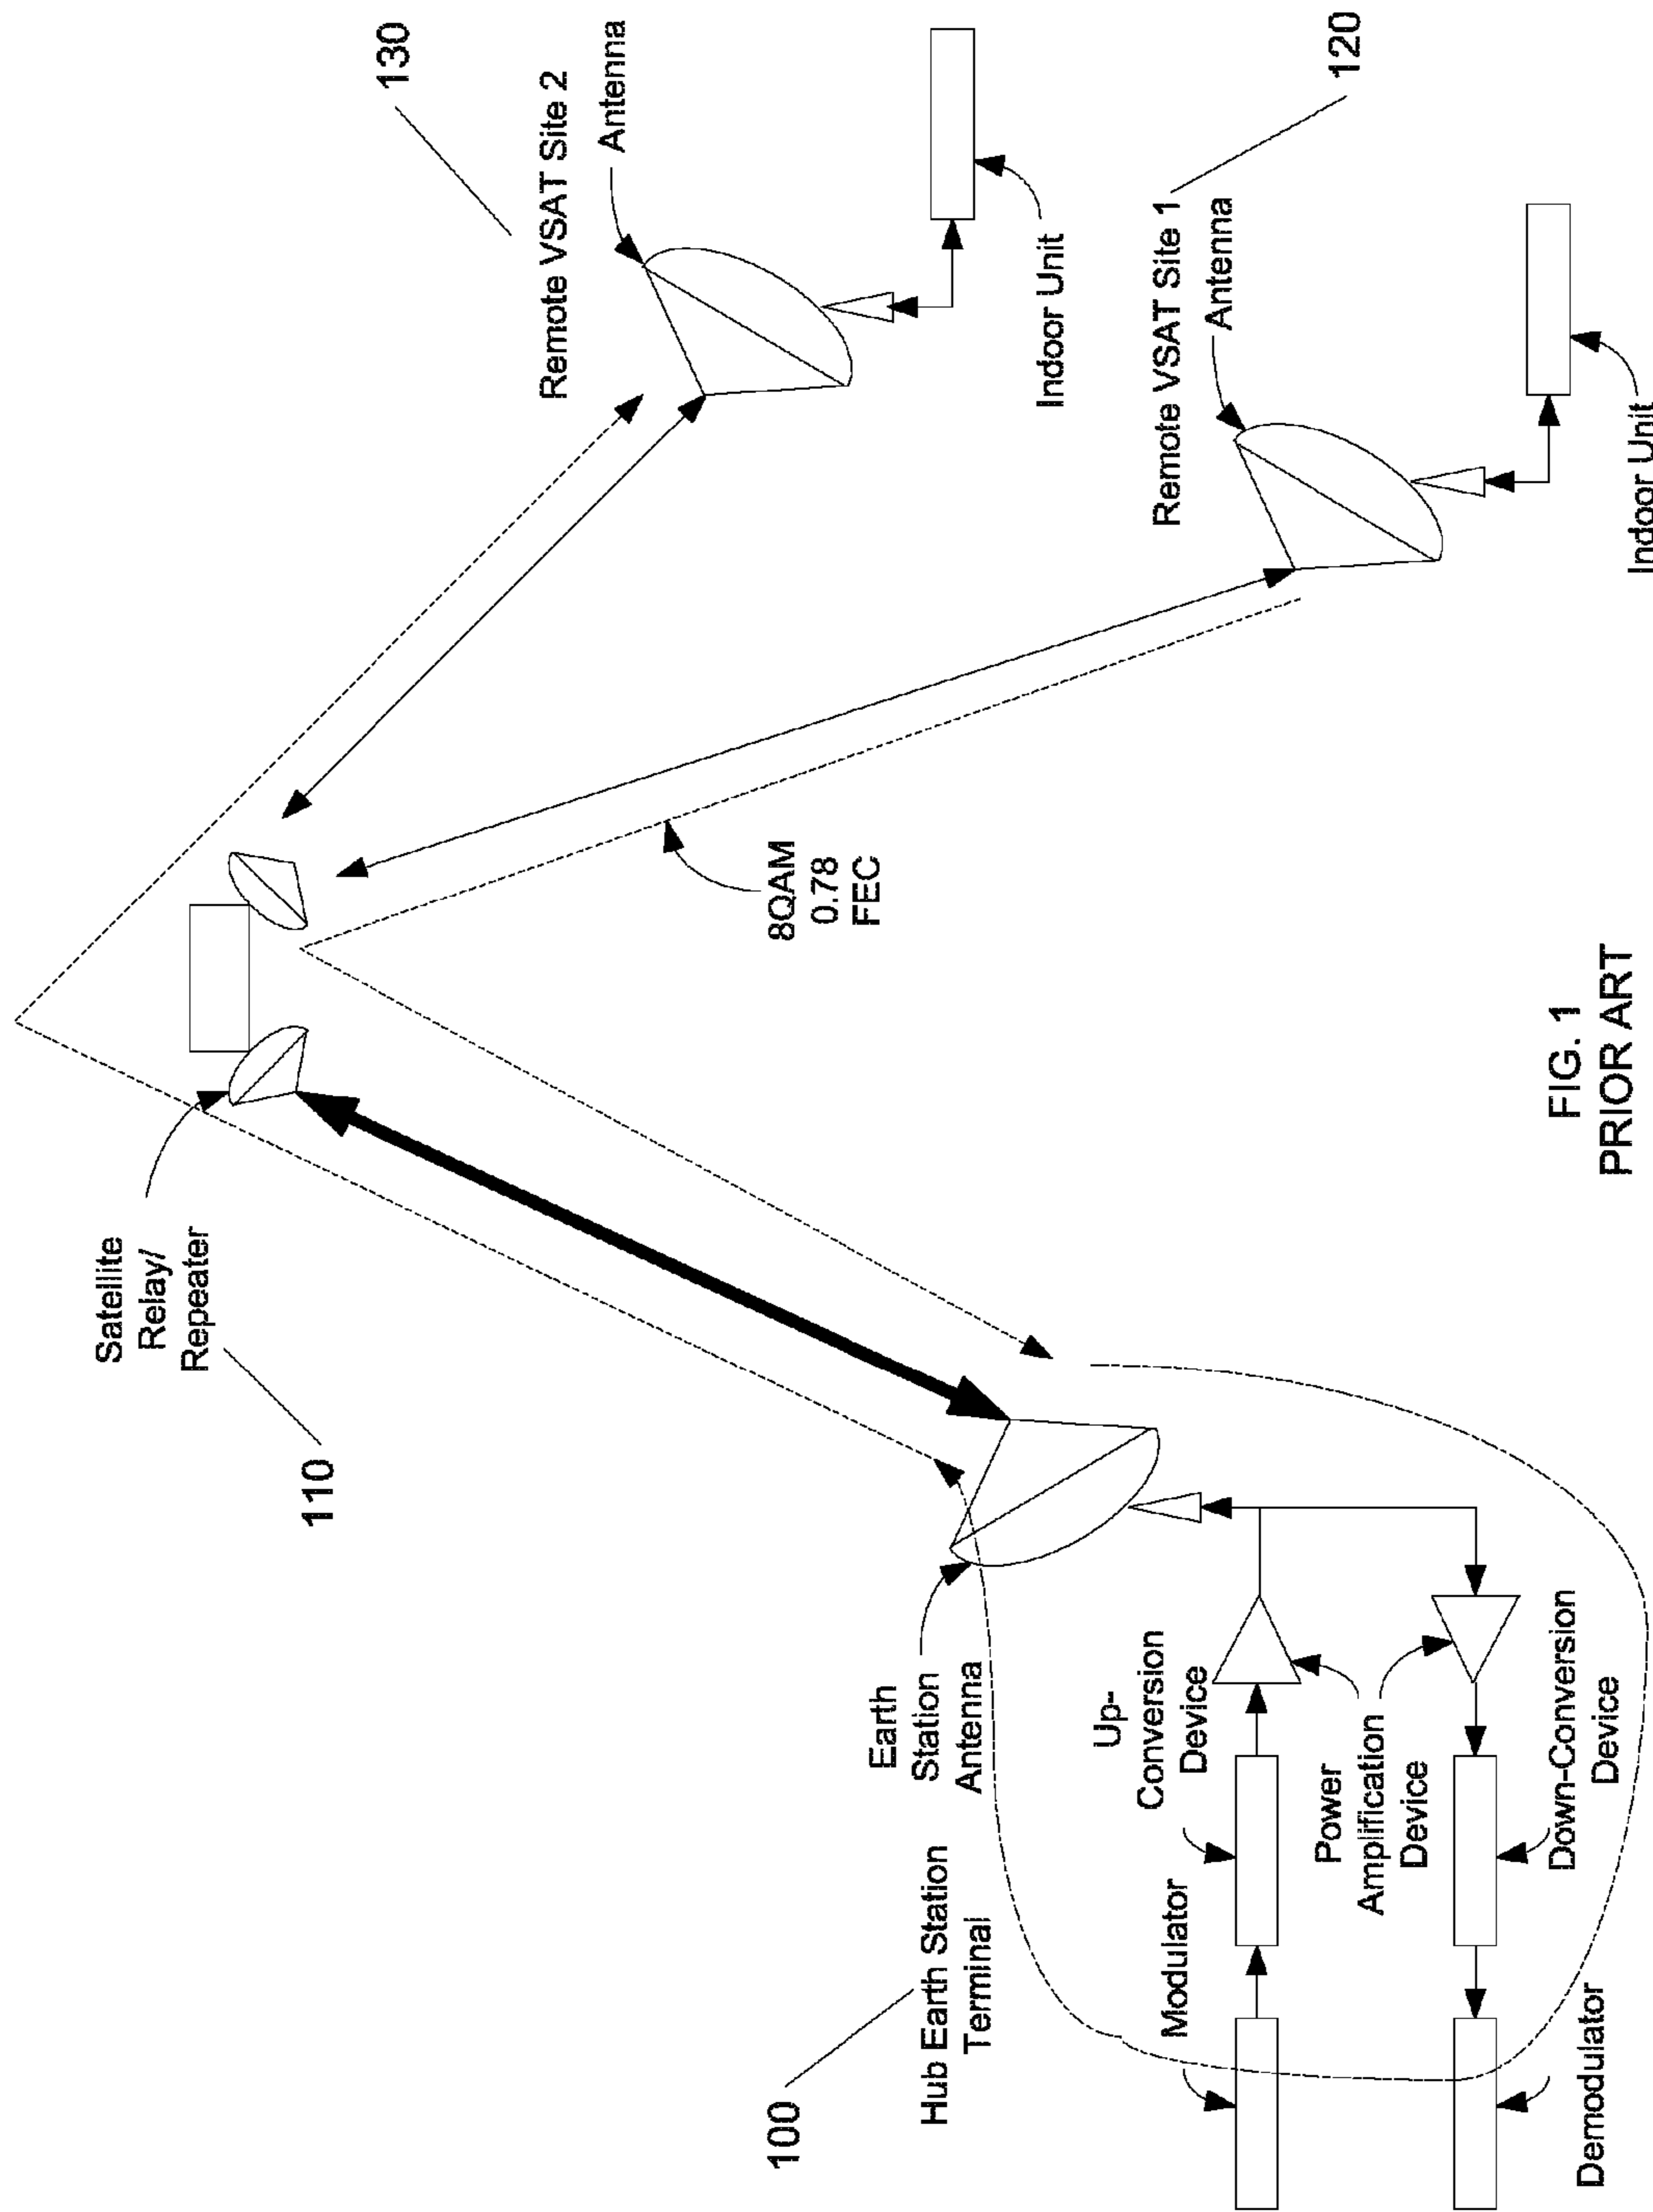 130
Remote VSAT Site 2
Antenna
Indoor Unit
Satellite
Relay/
Repeater
110
8QAM
0.78
FEC
Remote VSAT Site 1
120
Antenna
Indoor Unit
100
Hub Earth Station
Terminal
Earth
Station
Antenna
Modulator
Up-
Conversion
Device
Power
Amplification
Device
Demodulator
Down-Conversion
Device
FIG. 1
PRIOR ART